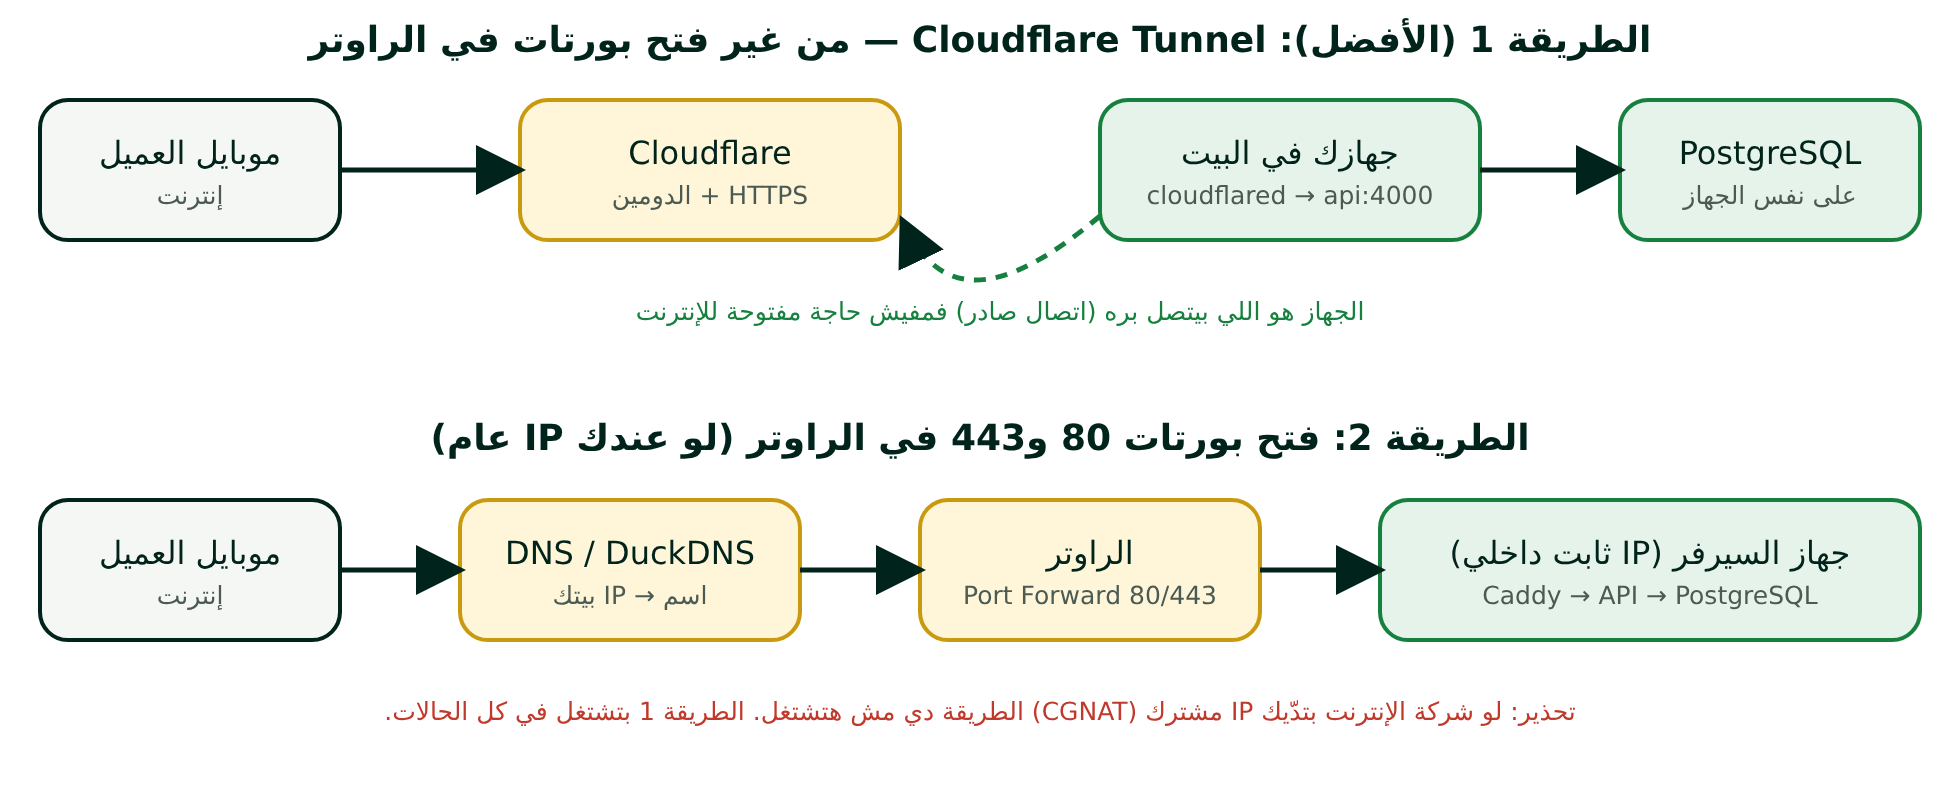 الطريقة 1 (الأفضل): Cloudflare Tunnel — من غير فتح بورتات في الراوتر
موبايل العميل
إنترنت
Cloudflare
الدومين + HTTPS
جهازك في البيت
cloudflared → api:4000
PostgreSQL
على نفس الجهاز
الجهاز هو اللي بيتصل بره (اتصال صادر) فمفيش حاجة مفتوحة للإنترنت
الطريقة 2: فتح بورتات 80 و443 في الراوتر (لو عندك IP عام)
موبايل العميل
إنترنت
DNS / DuckDNS
اسم → IP بيتك
الراوتر
Port Forward 80/443
جهاز السيرفر (IP ثابت داخلي)
Caddy → API → PostgreSQL
تحذير: لو شركة الإنترنت بتدّيك IP مشترك (CGNAT) الطريقة دي مش هتشتغل. الطريقة 1 بتشتغل في كل الحالات.